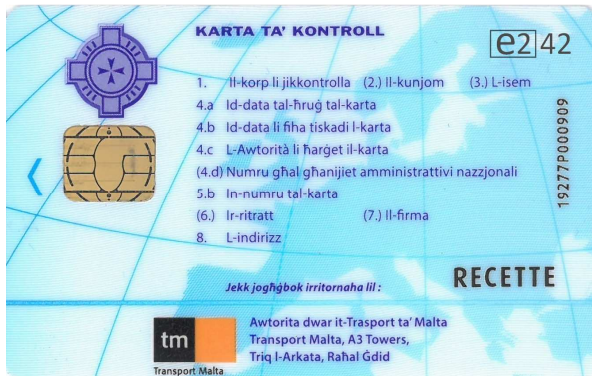 KARTA TA' KONTROLL
e2 42
1. Il-korp li jikkontrolla (2.) Il-kunjom (3.) L-isem
4.a Id-data tal-ħruġ tal-karta
4.b Id-data li fiha tiskadi l-karta
4.c L-Awtorità li ħarġet il-karta
(4.d) Numru għal għanijiet amministrattivi nazzjonali
5.b In-numru tal-karta
(6.) Ir-ritratt (7.) Il-firma
8. L-indirizz
19277P000909
RECETTE
Jekk jogħġbok irritornaha lil :
tm
Transport Malta
Awtorita dwar it-Trasport ta' Malta
Transport Malta, A3 Towers,
Triq l-Arkata, Raħal Ġdid